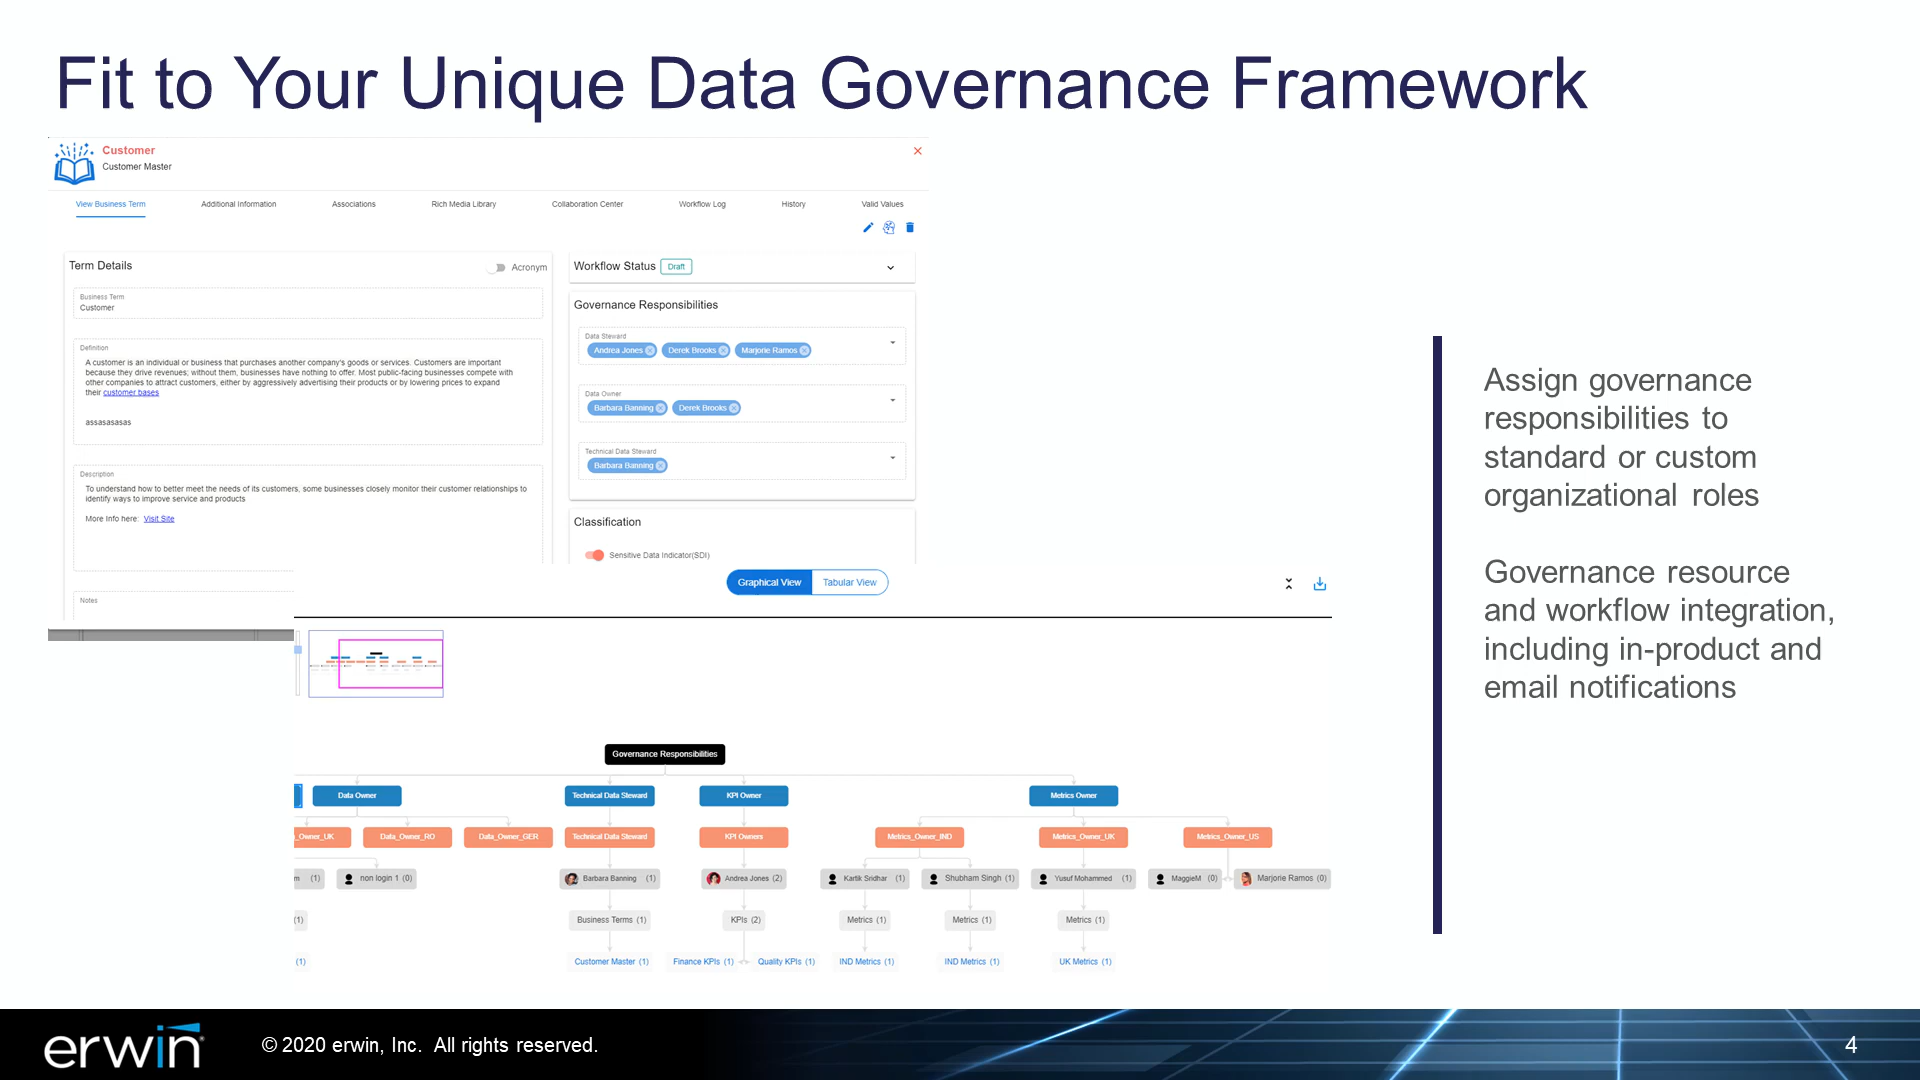 Fit to Your Unique Data Governance Framework
Customer
Customer Master
View Business Term Additional Information Associations Rich Media Library Collaboration Center Workflow Log History Valid Values
Term Details
Acronym
Business Term
Customer
Definition
A customer is an individual or business that purchases another company's goods or services. Customers are important
because they drive revenues; without them, businesses have nothing to offer. Most public-facing businesses compete with
other companies to attract customers, either by aggressively advertising their products or by lowering prices to expand
their customer bases
assasasasas
Description
To understand how to better meet the needs of its customers, some businesses closely monitor their customer relationships to
identify ways to improve service and products
More Info here: Visit Site
Notes
Workflow Status Draft
Governance Responsibilities
Data Steward
Andrea Jones Derek Brooks Marjorie Ramos
Data Owner
Barbara Banning Derek Brooks
Technical Data Steward
Barbara Banning
Classification
Sensitive Data Indicator(SDI)
Graphical View Tabular View
Governance Responsibilities
Data Owner Technical Data Steward KPI Owner Metrics Owner
_Owner_UK Data_Owner_RO Data_Owner_GER Technical Data Steward KPI Owners Metrics_Owner_IND Metrics_Owner_UK Metrics_Owner_US
m (1) non login 1 (0) Barbara Banning (1) Andrea Jones (2) Kartik Sridhar (1) Shubham Singh (1) Yusuf Mohammed (1) MaggieM (0) Marjorie Ramos (0)
(1) Business Terms (1) KPIs (2) Metrics (1) Metrics (1) Metrics (1)
(1) Customer Master (1) Finance KPIs (1) Quality KPIs (1) IND Metrics (1) IND Metrics (1) UK Metrics (1)
Assign governance
responsibilities to
standard or custom
organizational roles
Governance resource
and workflow integration,
including in-product and
email notifications
erwin
© 2020 erwin, Inc. All rights reserved.
4